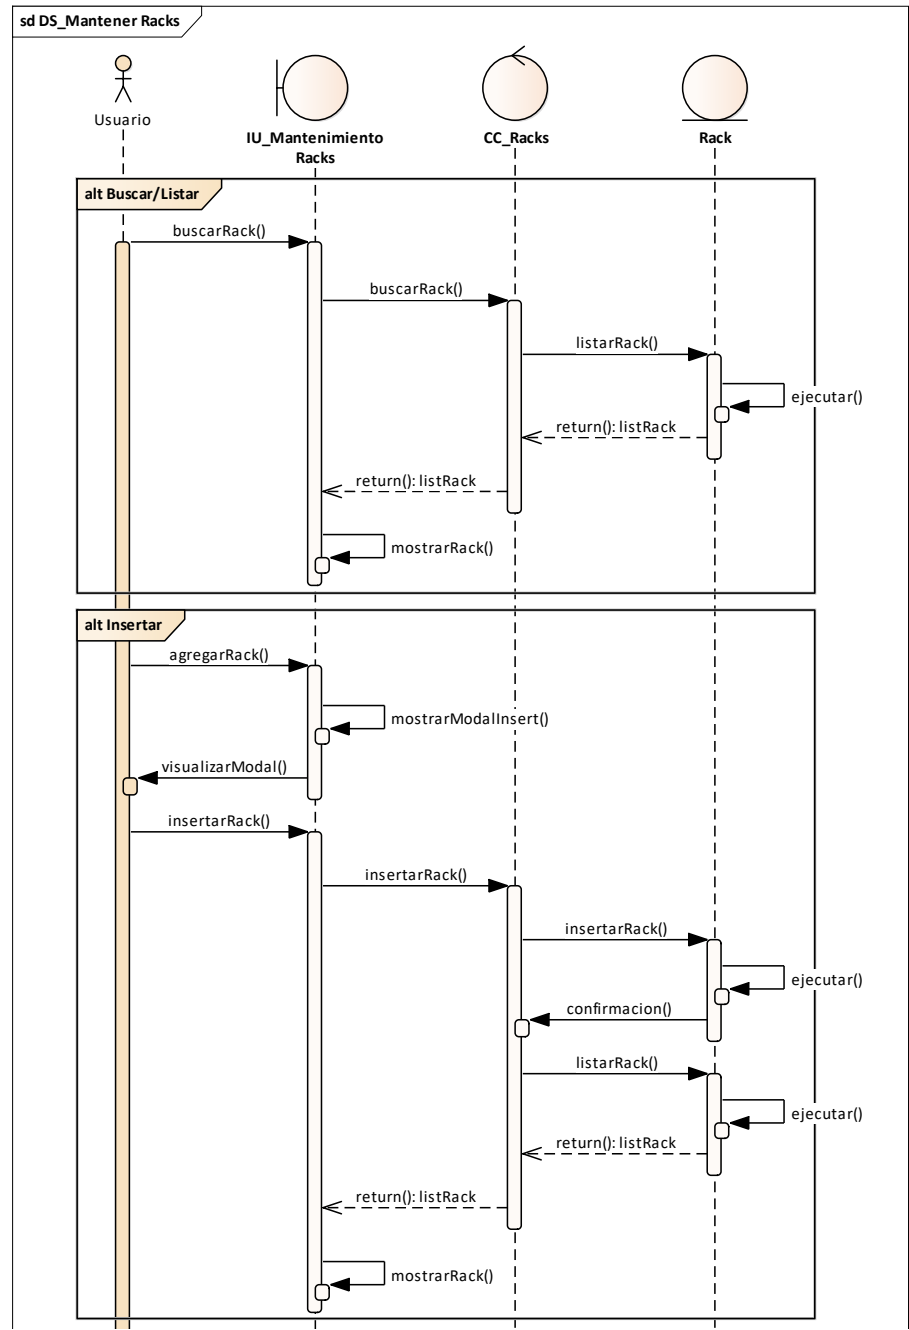 sd DS_Mantener Racks
Usuario
IU_Mantenimiento
Racks
CC_Racks
Rack
alt Buscar/Listar
buscarRack()
buscarRack()
listarRack()
ejecutar()
return(): listRack
return(): listRack
mostrarRack()
alt Insertar
agregarRack()
mostrarModalInsert()
visualizarModal()
insertarRack()
insertarRack()
insertarRack()
ejecutar()
confirmacion()
listarRack()
ejecutar()
return(): listRack
return(): listRack
mostrarRack()